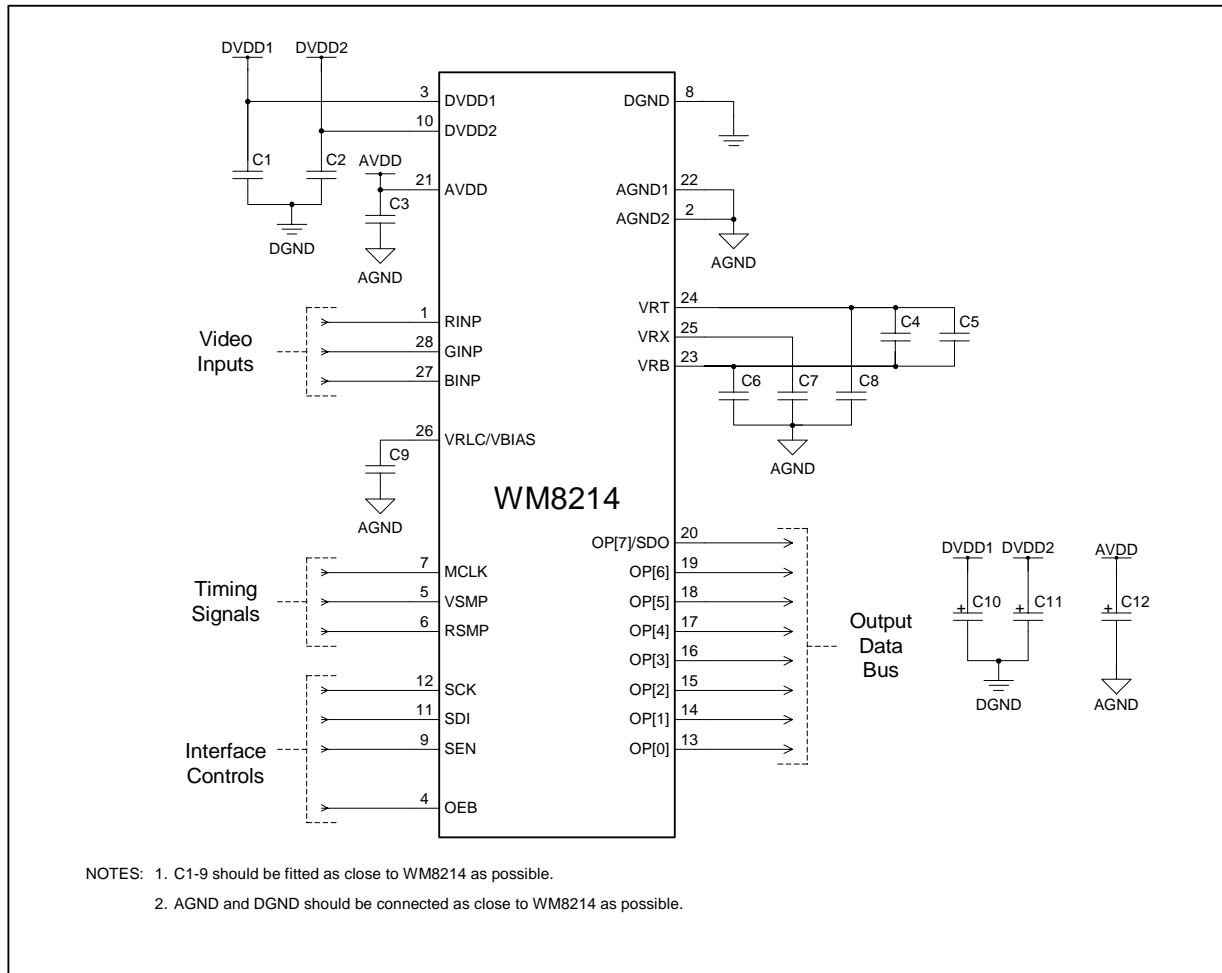 DVDD1 DVDD2
3 DVDD1
10 DVDD2
C1 C2
DGND
AVDD
21 AVDD
C3
AGND
Video
Inputs
1 RINP
28 GINP
27 BINP
26 VRLC/VBIAS
C9
AGND
WM8214
Timing
Signals
7 MCLK
5 VSMP
6 RSMP
Interface
Controls
12 SCK
11 SDI
9 SEN
4 OEB
DGND 8
AGND1 22
AGND2 2
AGND
VRT 24
VRX 25
VRB 23
C4 C5
C6 C7 C8
AGND
OP[7]/SDO 20
OP[6] 19
OP[5] 18
OP[4] 17
OP[3] 16
OP[2] 15
OP[1] 14
OP[0] 13
Output
Data
Bus
DVDD1 DVDD2 AVDD
+ C10 + C11 + C12
DGND AGND
NOTES: 1. C1-9 should be fitted as close to WM8214 as possible.
2. AGND and DGND should be connected as close to WM8214 as possible.